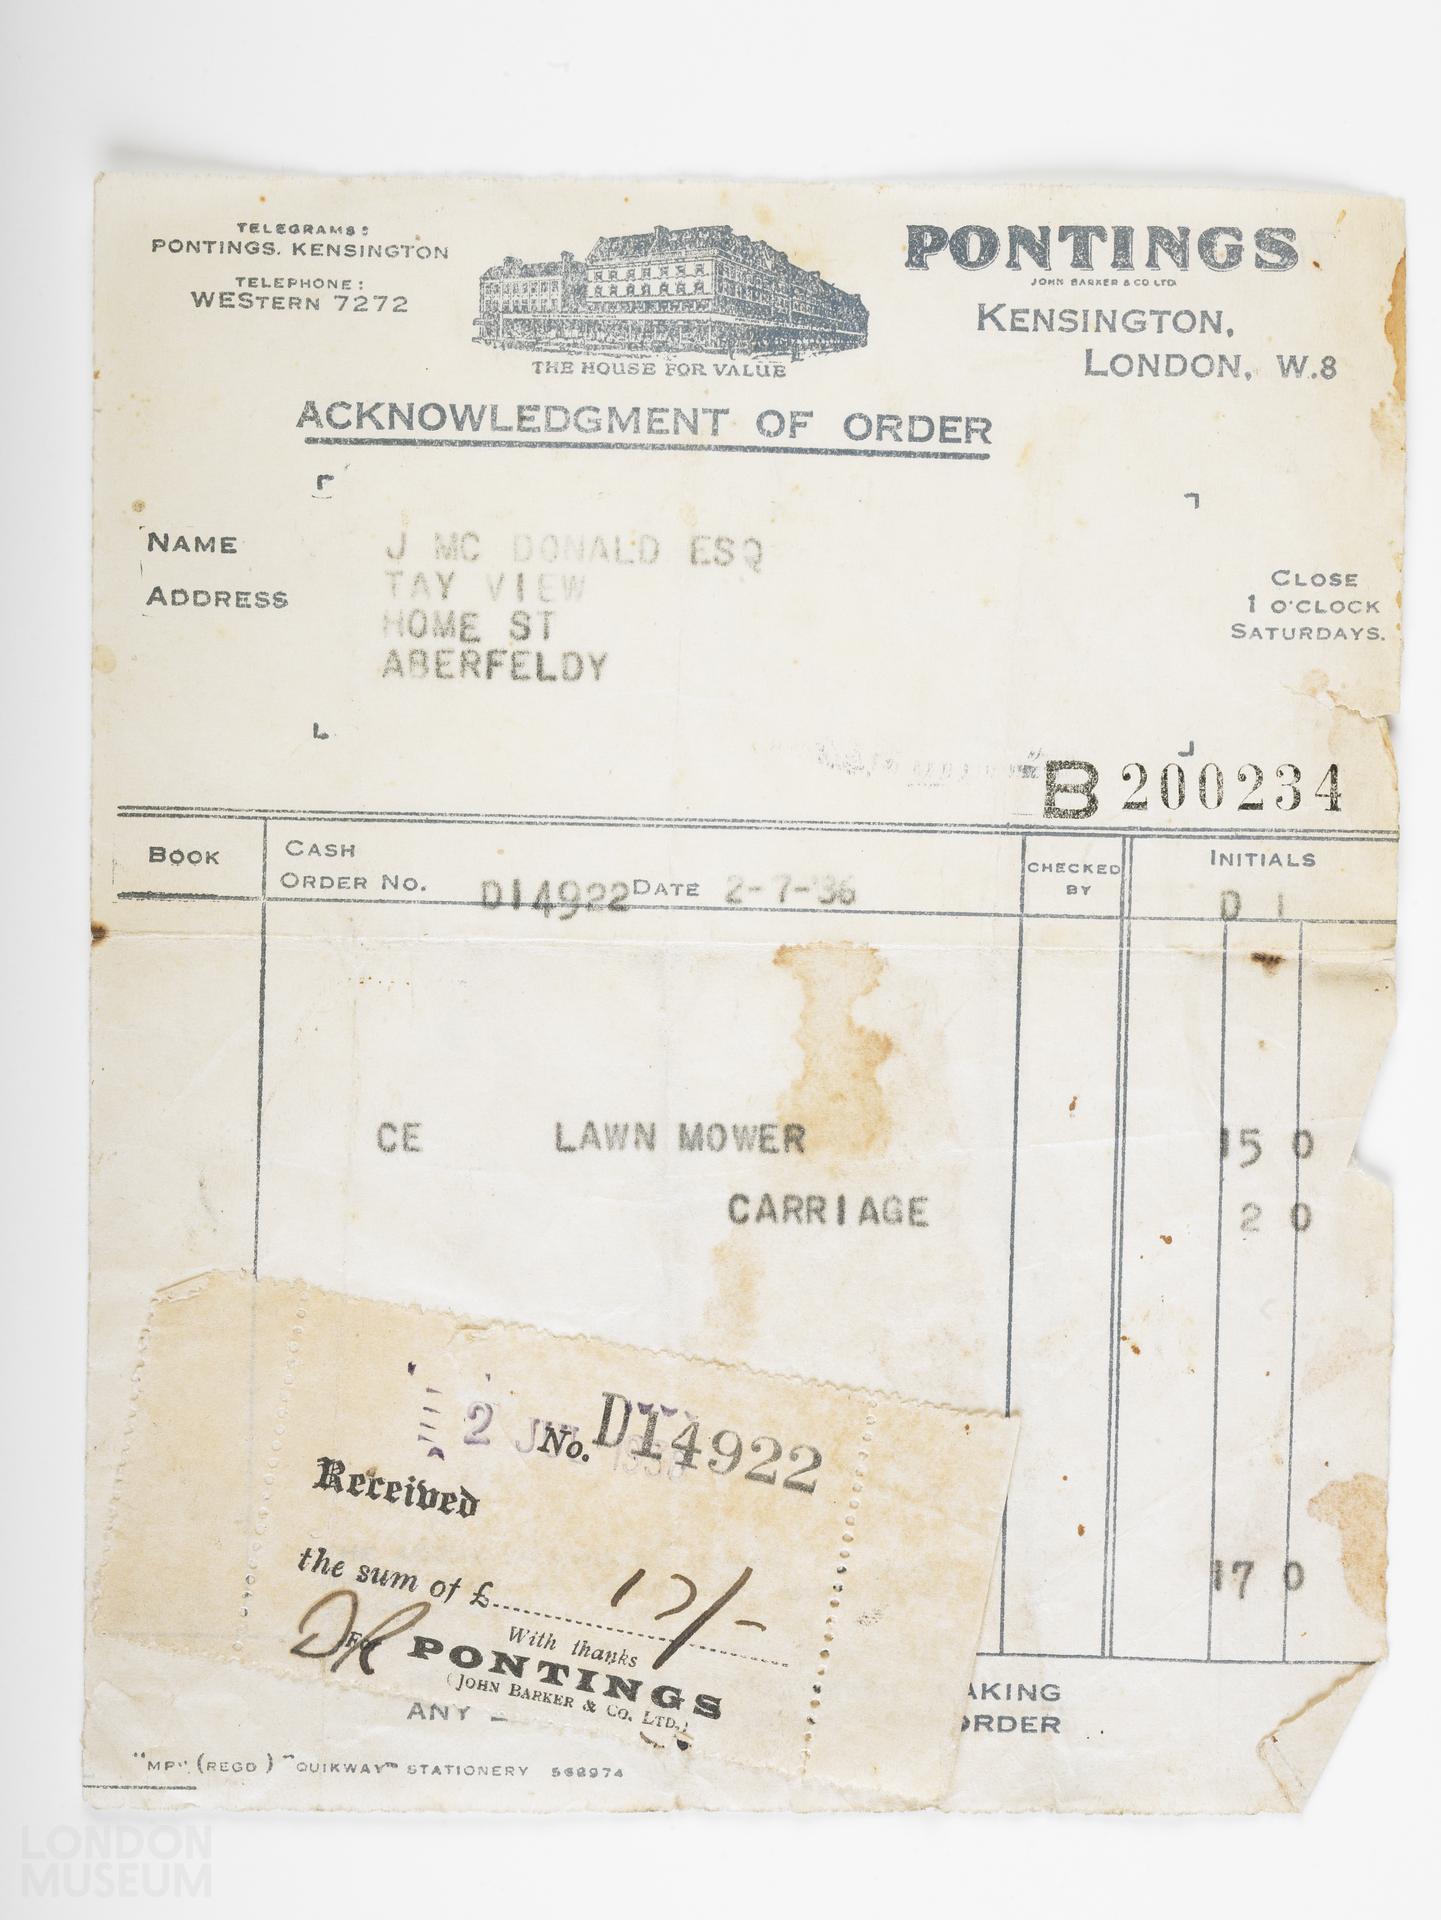 TELEGRAMS:
PONTINGS. KENSINGTON
TELEPHONE:
WESTERN 7272
THE HOUSE FOR VALUE
PONTINGS
JOHN BARKER & CO LTD.
KENSINGTON,
LONDON, W.8
ACKNOWLEDGMENT OF ORDER
NAME J MC DONALD ESQ
ADDRESS TAY VIEW
HOME ST
ABERFELDY
CLOSE
1 O'CLOCK
SATURDAYS.
B 200234
BOOK
CASH
ORDER NO. DI4922 DATE 2-7-'36
CHECKED
BY
INITIALS
D I
CE LAWN MOWER 15 0
CARRIAGE 2 0
17 0
2 JUL
No. DI4922
Received
the sum of £ 17/-
With thanks
DR
For PONTINGS
(JOHN BARKER & CO. LTD.)
ANY
AKING
ORDER
"MP" (REGD) "QUIKWAY" STATIONERY
LONDON
MUSEUM